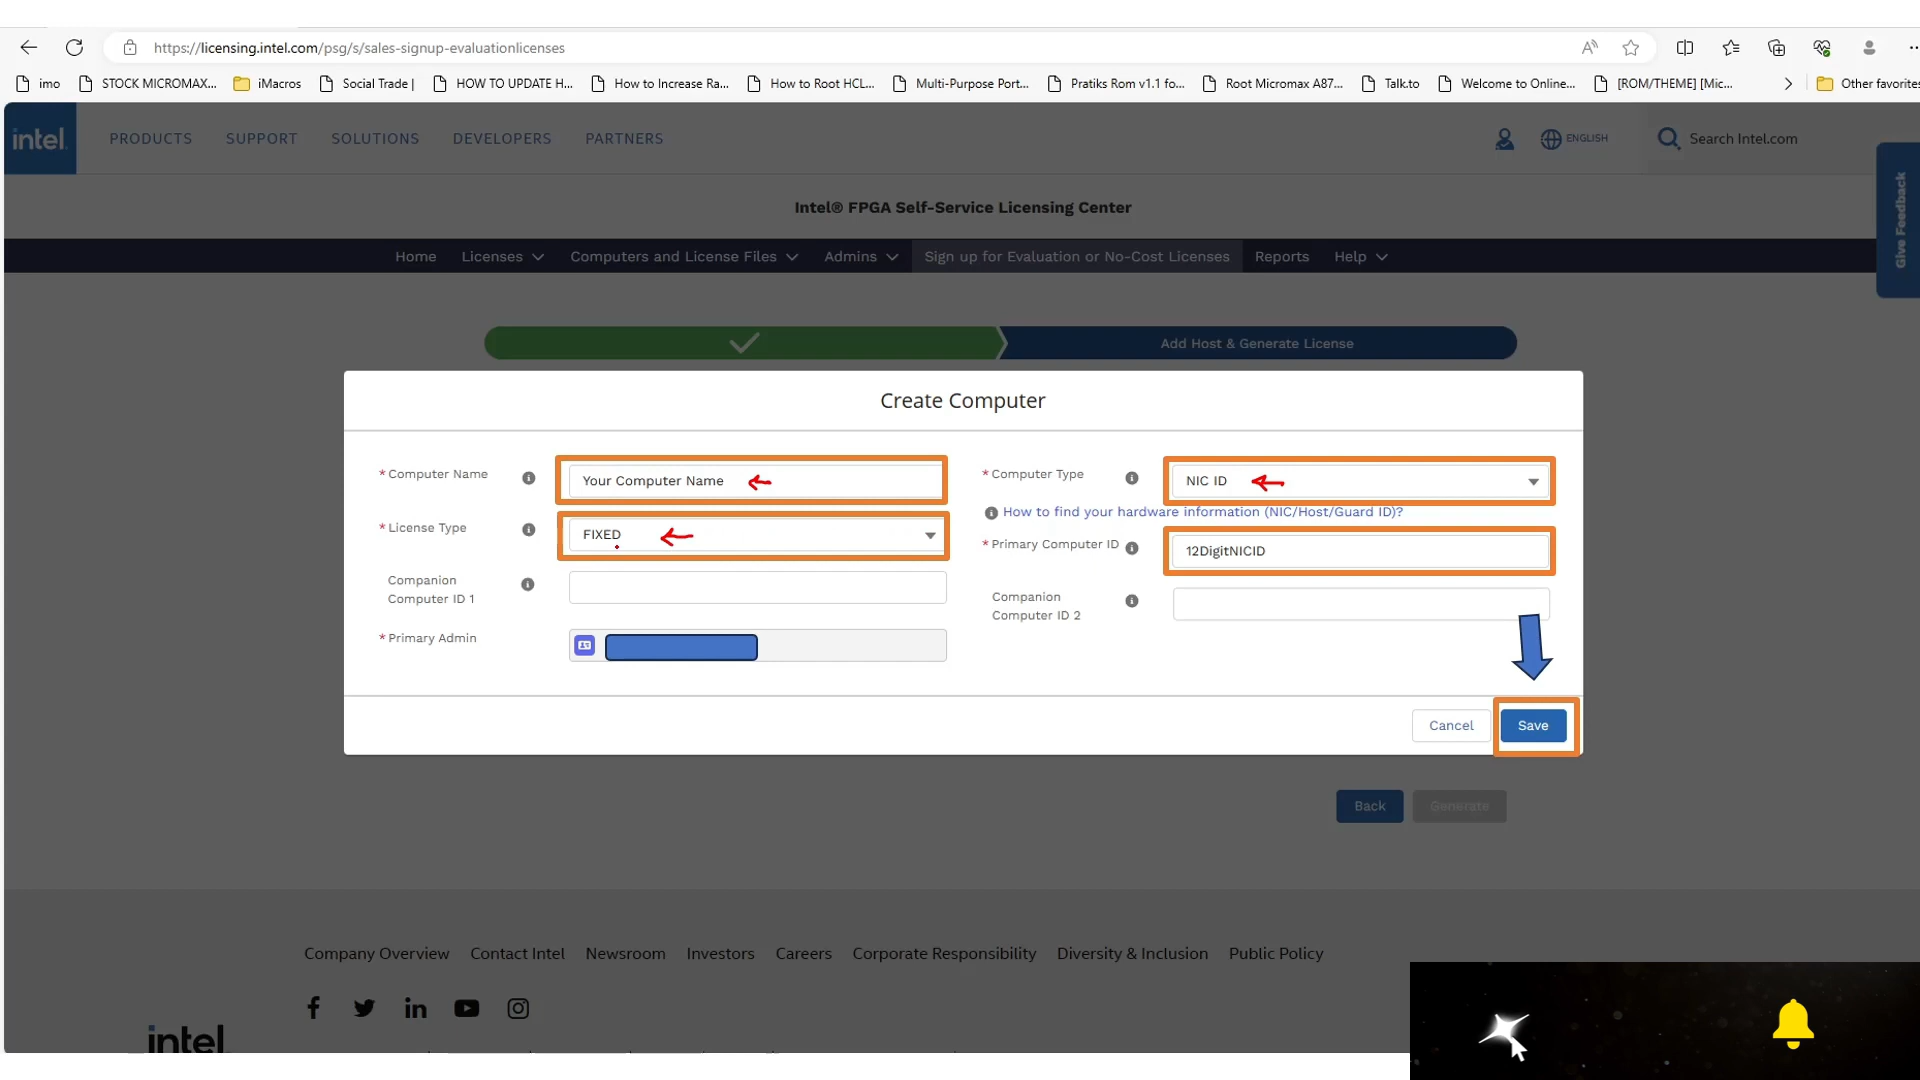 https://licensing.intel.com/psg/s/sales-signup-evaluationlicenses
imo STOCK MICROMAX... iMacros Social Trade | HOW TO UPDATE H... How to Increase Ra... How to Root HCL... Multi-Purpose Port... Pratiks Rom v1.1 fo... Root Micromax A87... Talk.to Welcome to Online... [ROM/THEME] [Mic... Other favorites
intel. PRODUCTS SUPPORT SOLUTIONS DEVELOPERS PARTNERS ENGLISH Search Intel.com
Give Feedback
Intel® FPGA Self-Service Licensing Center
Home Licenses Computers and License Files Admins Sign up for Evaluation or No-Cost Licenses Reports Help
Add Host & Generate License
Create Computer
* Computer Name Your Computer Name * Computer Type NIC ID
How to find your hardware information (NIC/Host/Guard ID)?
* License Type FIXED * Primary Computer ID 12DigitNICID
Companion Computer ID 1
Companion Computer ID 2
* Primary Admin
Cancel Save
Back Generate
Company Overview Contact Intel Newsroom Investors Careers Corporate Responsibility Diversity & Inclusion Public Policy
intel.